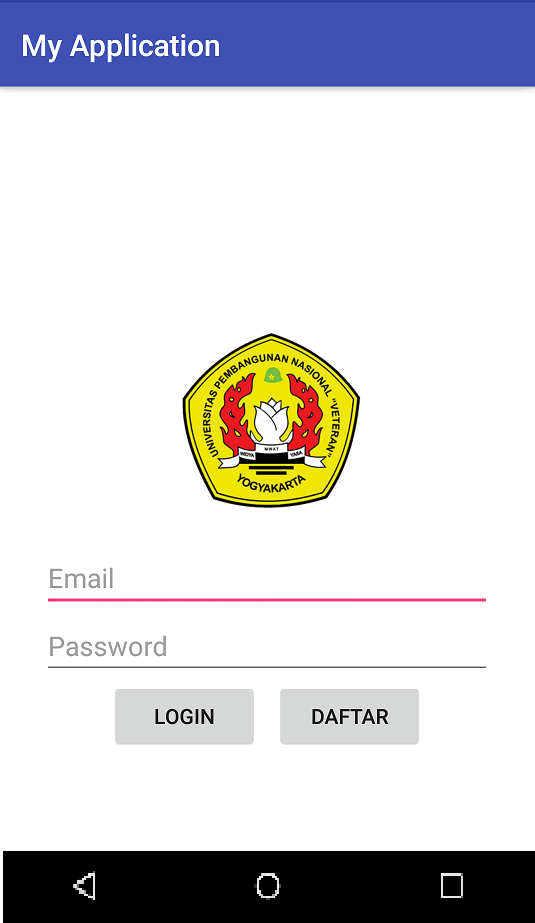 My Application
UNIVERSITAS PEMBANGUNAN NASIONAL "VETERAN"
WIDYA MWAT YASA
YOGYAKARTA
Email
Password
LOGIN DAFTAR